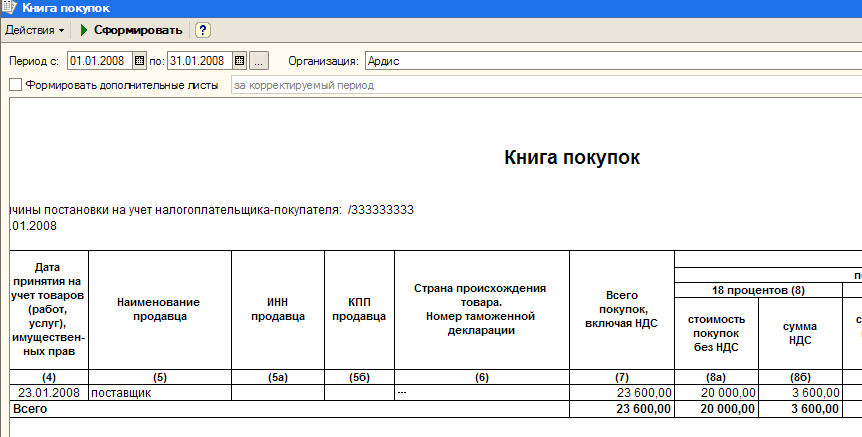 Книга покупок
Действия Сформировать ?
Период с: 01.01.2008 по: 31.01.2008 ... Организация: Ардис
Формировать дополнительные листы за корректируемый период
Книга покупок
чины постановки на учет налогоплательщика-покупателя: /333333333
.01.2008
Дата
принятия на
учет товаров
(работ,
услуг),
имуществен-
ных прав
Наименование
продавца
ИНН
продавца
КПП
продавца
Страна происхождения
товара.
Номер таможенной
декларации
Всего
покупок,
включая НДС
18 процентов (8)
стоимость
покупок
без НДС
сумма
НДС
(4) (5) (5а) (5б) (6) (7) (8а) (8б)
23.01.2008 поставщик --- 23 600,00 20 000,00 3 600,00
Всего 23 600,00 20 000,00 3 600,00